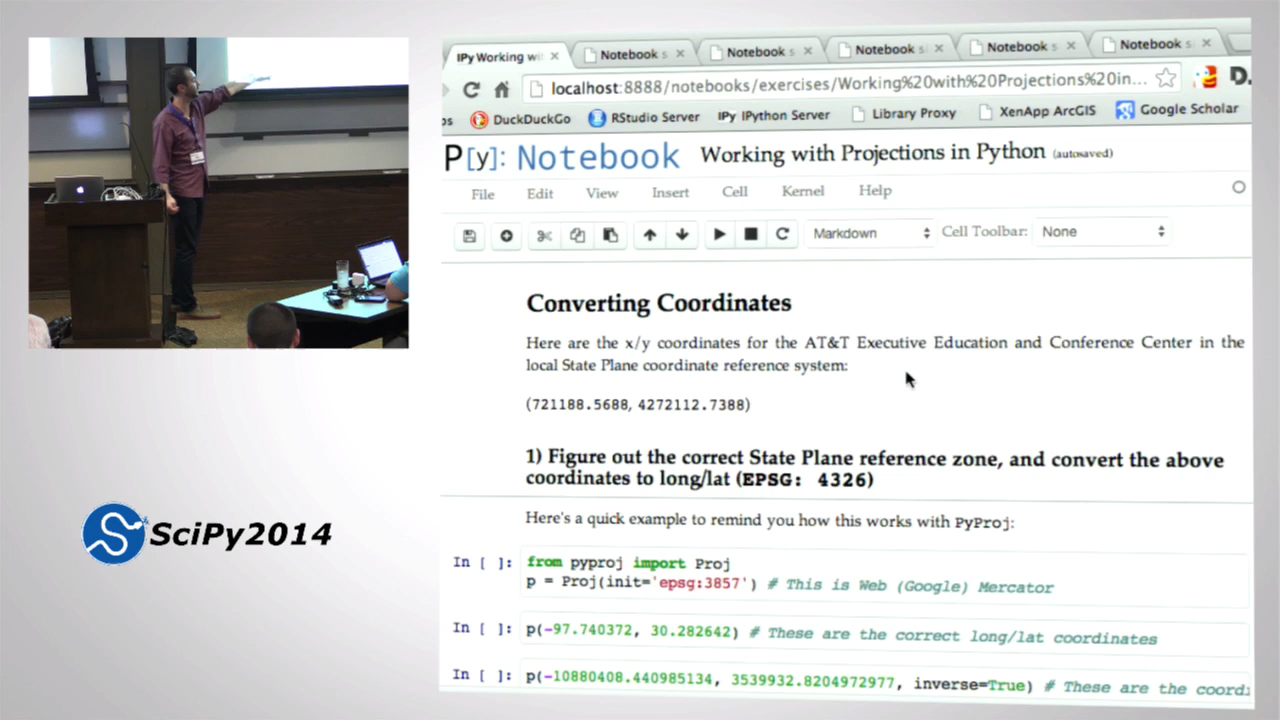 IPy Working wi
Notebook s
Notebook s
Notebook s
Notebook s
Notebook s
localhost:8888/notebooks/exercises/Working%20with%20Projections%20in...
D.
os DuckDuckGo RStudio Server IPy IPython Server Library Proxy XenApp ArcGIS Google Scholar
P[y]: Notebook Working with Projections in Python (autosaved)
File Edit View Insert Cell Kernel Help
Markdown Cell Toolbar: None
Converting Coordinates
Here are the x/y coordinates for the AT&T Executive Education and Conference Center in the
local State Plane coordinate reference system:
(721188.5688, 4272112.7388)
1) Figure out the correct State Plane reference zone, and convert the above
coordinates to long/lat (EPSG: 4326)
Here's a quick example to remind you how this works with PyProj:
In [ ]: from pyproj import Proj
p = Proj(init='epsg:3857') # This is Web (Google) Mercator
In [ ]: p(-97.740372, 30.282642) # These are the correct long/lat coordinates
In [ ]: p(-10880408.440985134, 3539932.8204972977, inverse=True) # These are the coordi
SciPy2014